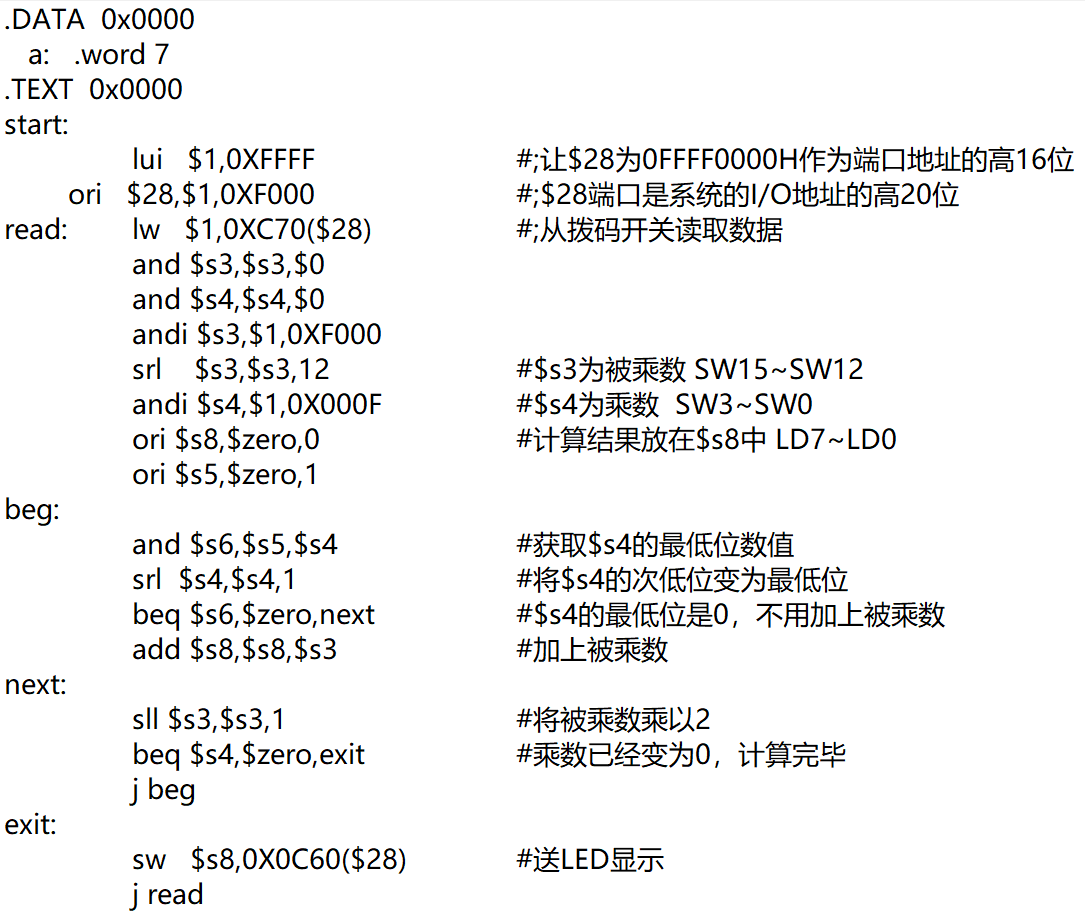 .DATA  0x0000
a:   .word 7
.TEXT  0x0000
start:
lui   $1,0XFFFF   #;让$28为0FFFF0000H作为端口地址的高16位
ori   $28,$1,0XF000   #;$28端口是系统的I/O地址的高20位
read:   lw   $1,0XC70($28)   #;从拨码开关读取数据
and $s3,$s3,$0
and $s4,$s4,$0
andi $s3,$1,0XF000
srl    $s3,$s3,12   #$s3为被乘数 SW15~SW12
andi $s4,$1,0X000F   #$s4为乘数  SW3~SW0
ori $s8,$zero,0   #计算结果放在$s8中 LD7~LD0
ori $s5,$zero,1
beg:
and $s6,$s5,$s4   #获取$s4的最低位数值
srl  $s4,$s4,1   #将$s4的次低位变为最低位
beq $s6,$zero,next   #$s4的最低位是0，不用加上被乘数
add $s8,$s8,$s3   #加上被乘数
next:
sll $s3,$s3,1   #将被乘数乘以2
beq $s4,$zero,exit   #乘数已经变为0，计算完毕
j beg
exit:
sw   $s8,0X0C60($28)   #送LED显示
j read